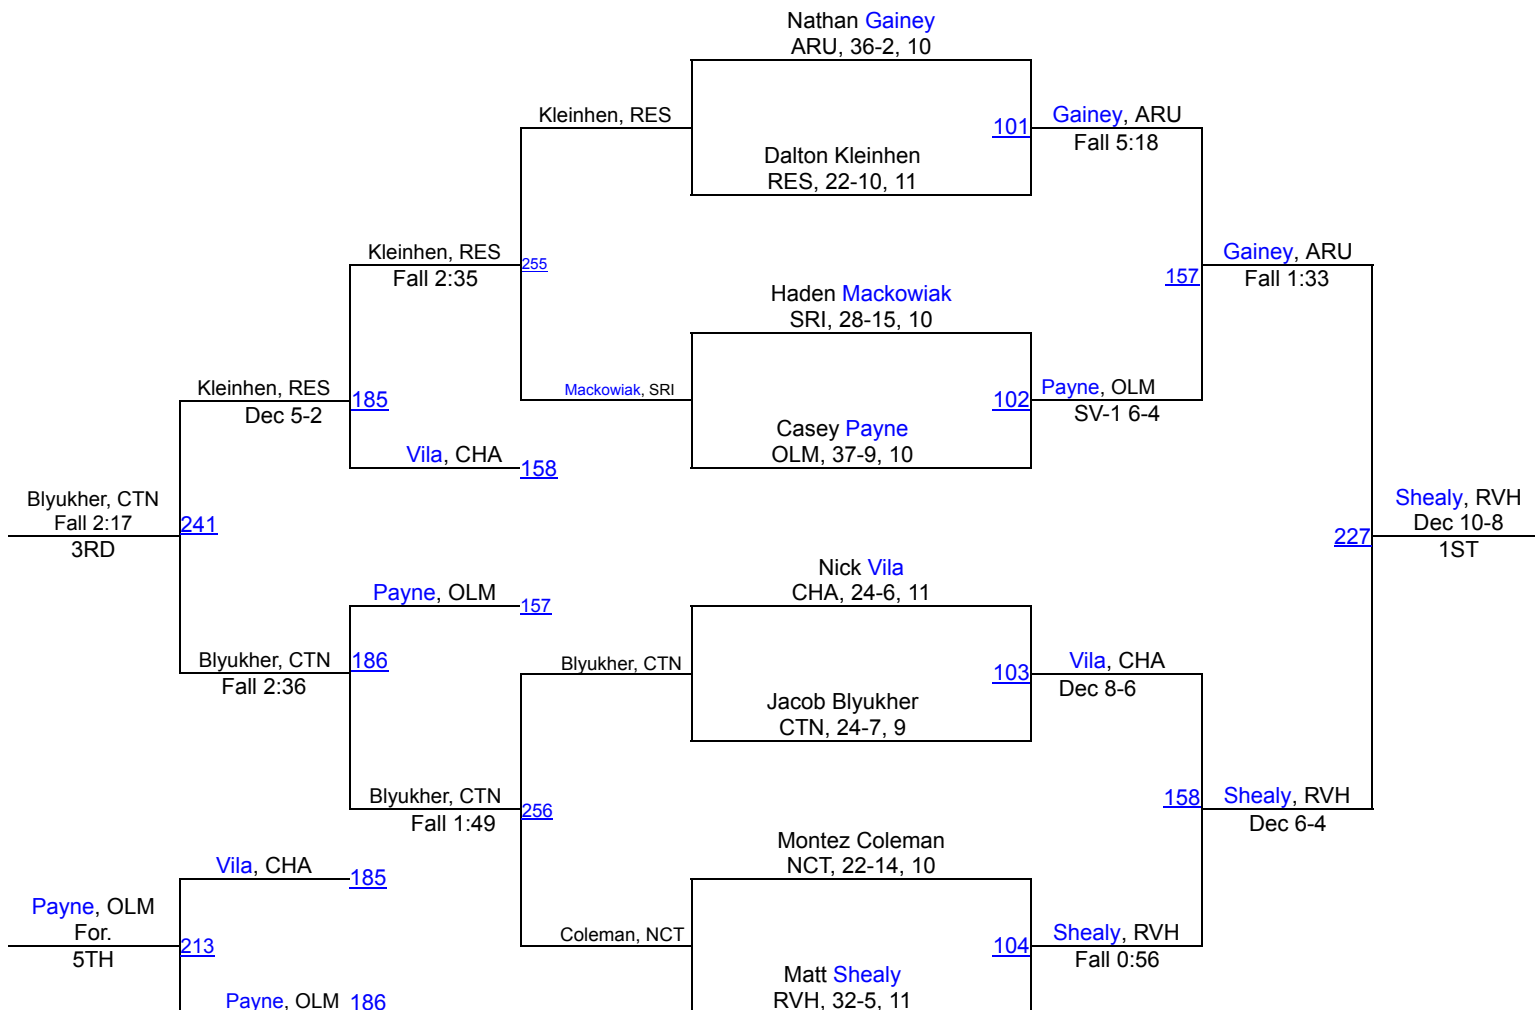 Nathan Gainey
ARU, 36-2, 10
Kleinhen, RES
101
Gainey, ARU
Fall 5:18
Dalton Kleinhen
RES, 22-10, 11
Kleinhen, RES
Fall 2:35
255
Gainey, ARU
Fall 1:33
157
Haden Mackowiak
SRI, 28-15, 10
Kleinhen, RES
Dec 5-2
185
Mackowiak, SRI
102
Payne, OLM
SV-1 6-4
Casey Payne
OLM, 37-9, 10
Vila, CHA
158
Blyukher, CTN
Fall 2:17
3RD
241
Shealy, RVH
Dec 10-8
1ST
227
Nick Vila
CHA, 24-6, 11
Payne, OLM
157
Blyukher, CTN
Fall 2:36
186
Blyukher, CTN
103
Vila, CHA
Dec 8-6
Jacob Blyukher
CTN, 24-7, 9
Blyukher, CTN
Fall 1:49
256
158
Shealy, RVH
Dec 6-4
Montez Coleman
NCT, 22-14, 10
Vila, CHA
185
Payne, OLM
For.
5TH
213
Coleman, NCT
104
Shealy, RVH
Fall 0:56
Matt Shealy
RVH, 32-5, 11
Payne, OLM
186